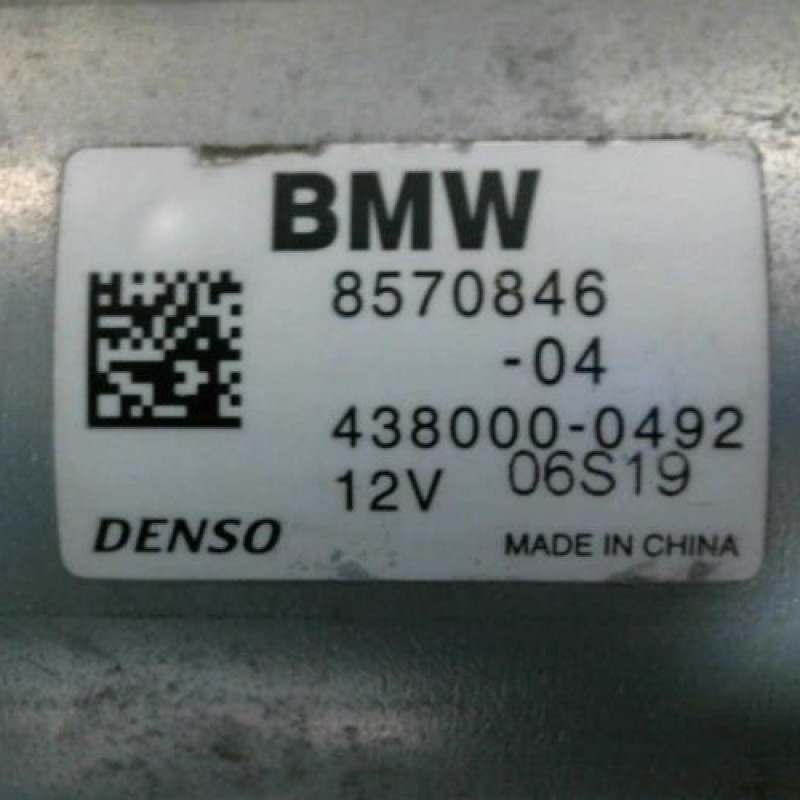 BMW
8570846
-04
438000-0492
12V 06S19
DENSO MADE IN CHINA